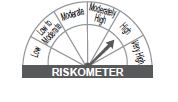 Low
Low to
Moderate
Moderate
Moderately
High
High
Very High
RISKOMETER